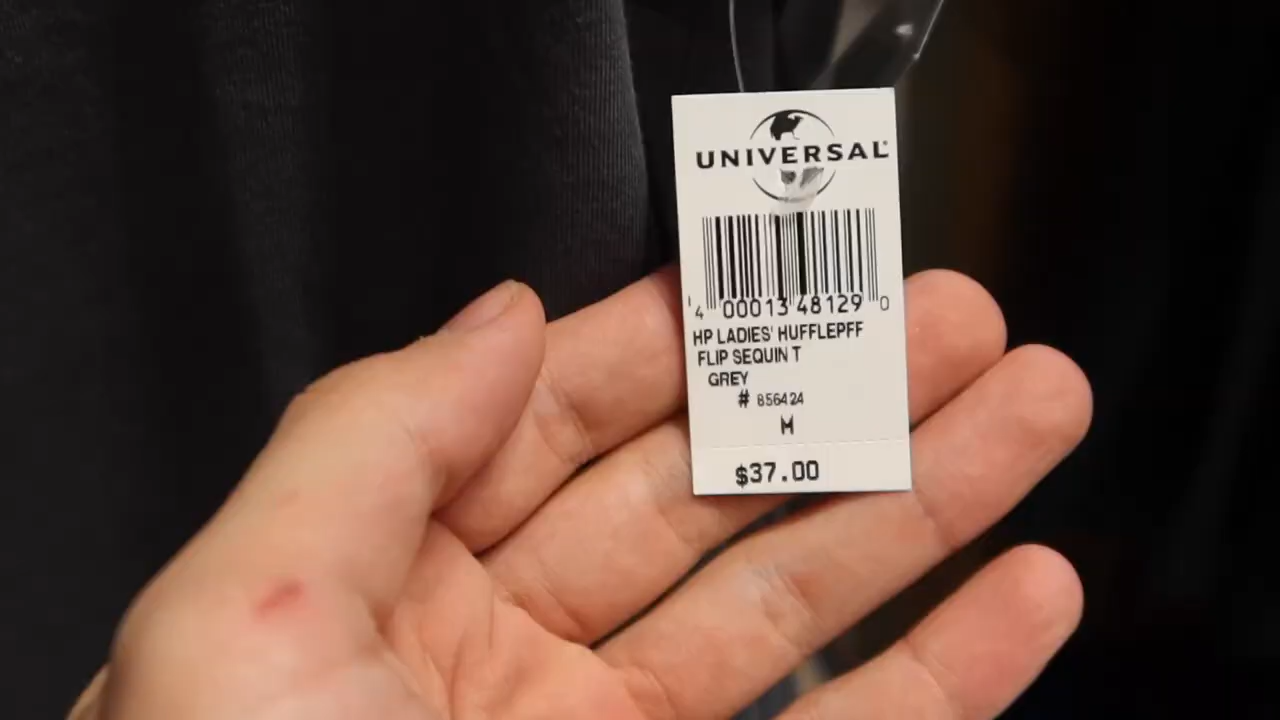 UNIVERSAL®
4 00013 48129 0
HP LADIES' HUFFLEPFF
FLIP SEQUIN T
GREY
# 856424
M
$37.00